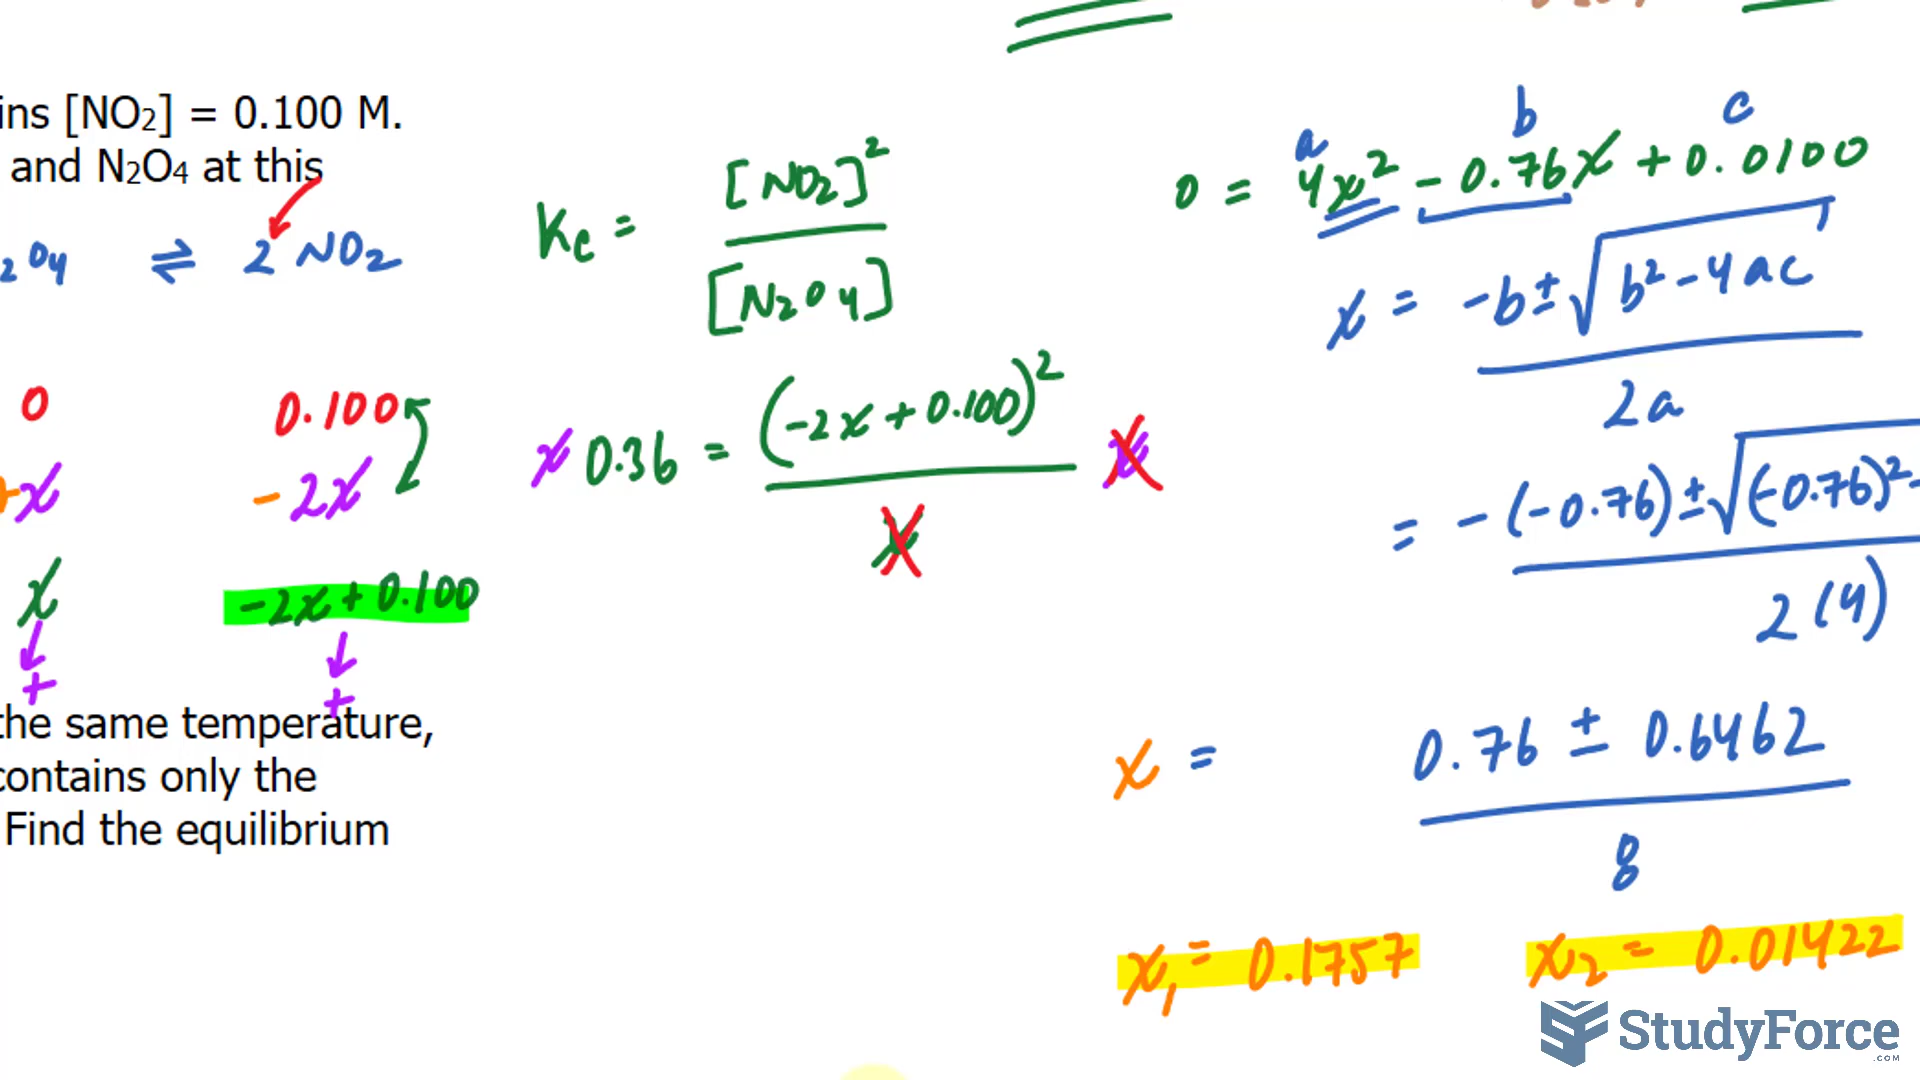 ins [NO2] = 0.100 M.
and N2O4 at this
2O4 ⇌ 2 NO2
0 0.100
+x -2x
x -2x + 0.100
+ +
the same temperature,
contains only the
Find the equilibrium
Kc = [NO2]² / [N2O4]
x 0.36 = (-2x + 0.100)² / x x
a b c
0 = 4x² - 0.76x + 0.0100
x = -b ± √b² - 4ac / 2a
= -(-0.76) ± √(-0.76)² - / 2(4)
x = 0.76 ± 0.6462 / 8
x1 = 0.1757 x2 = 0.01422
StudyForce
.COM